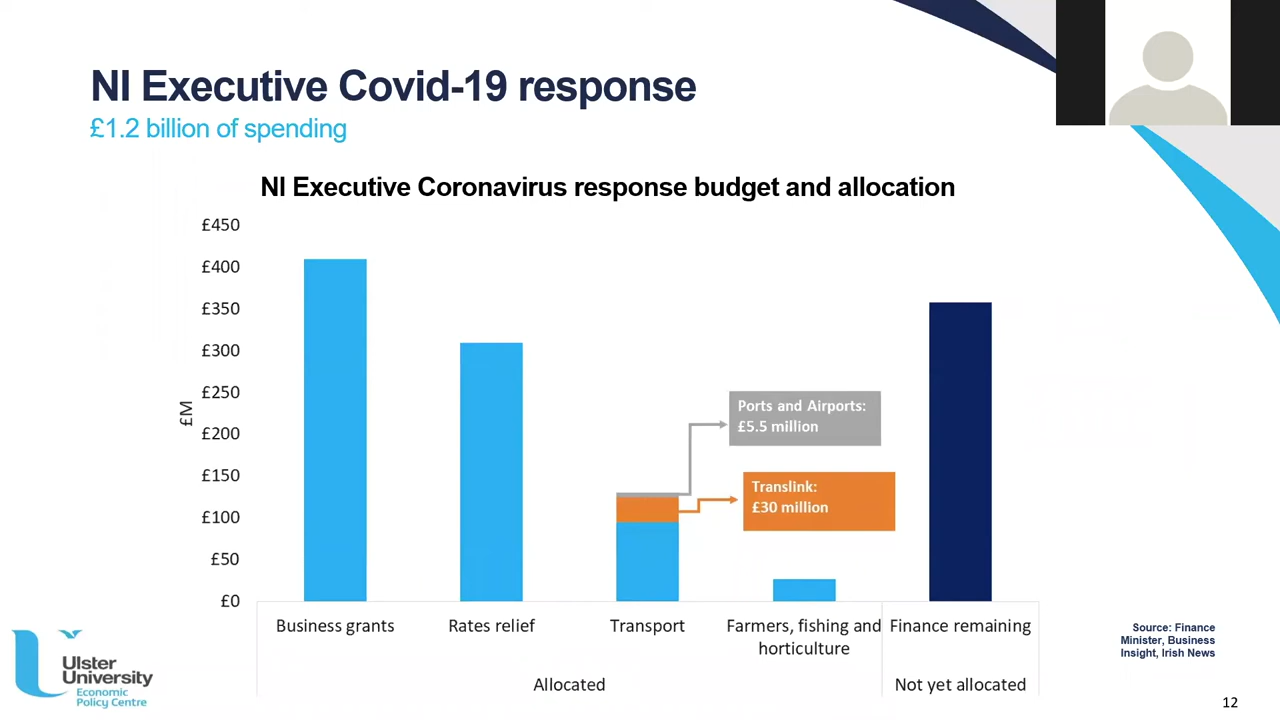 NI Executive Covid-19 response
£1.2 billion of spending
NI Executive Coronavirus response budget and allocation
£450
£400
£350
£300
£250
£200
£150
£100
£50
£0
£M
Ports and Airports:
£5.5 million
Translink:
£30 million
Business grants
Rates relief
Transport
Farmers, fishing and
horticulture
Finance remaining
Allocated
Not yet allocated
Source: Finance
Minister, Business
Insight, Irish News
Ulster
University
Economic
Policy Centre
12